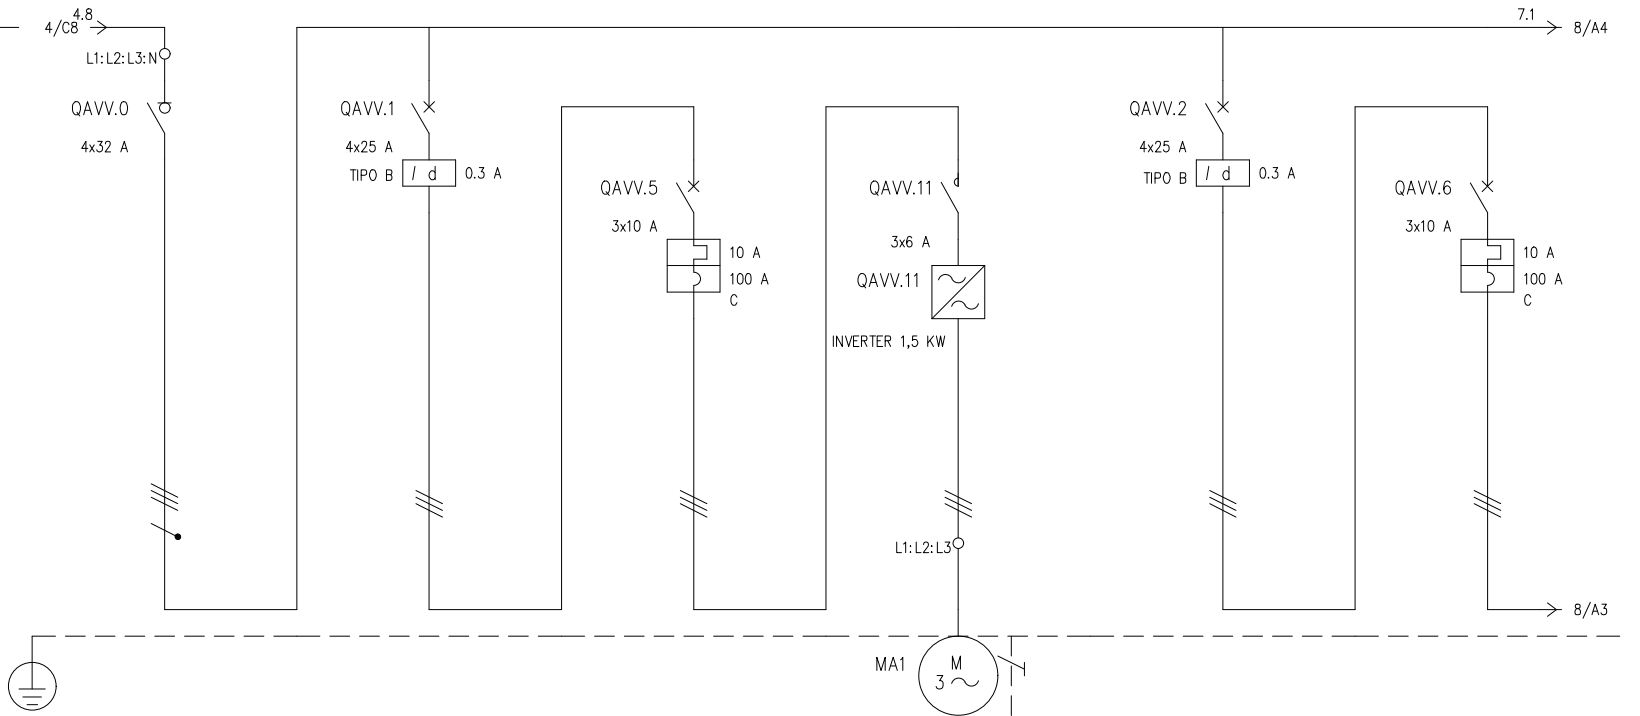 4.8
4/C8
7.1
8/A4
L1:L2:L3:N
QAVV.0
QAVV.1
QAVV.2
4x32 A
4x25 A
4x25 A
TIPO B
I d
0.3 A
TIPO B
I d
0.3 A
QAVV.5
QAVV.11
QAVV.6
3x10 A
3x6 A
3x10 A
10 A
100 A
C
QAVV.11
10 A
100 A
C
INVERTER 1,5 KW
L1:L2:L3
8/A3
MA1
M
3